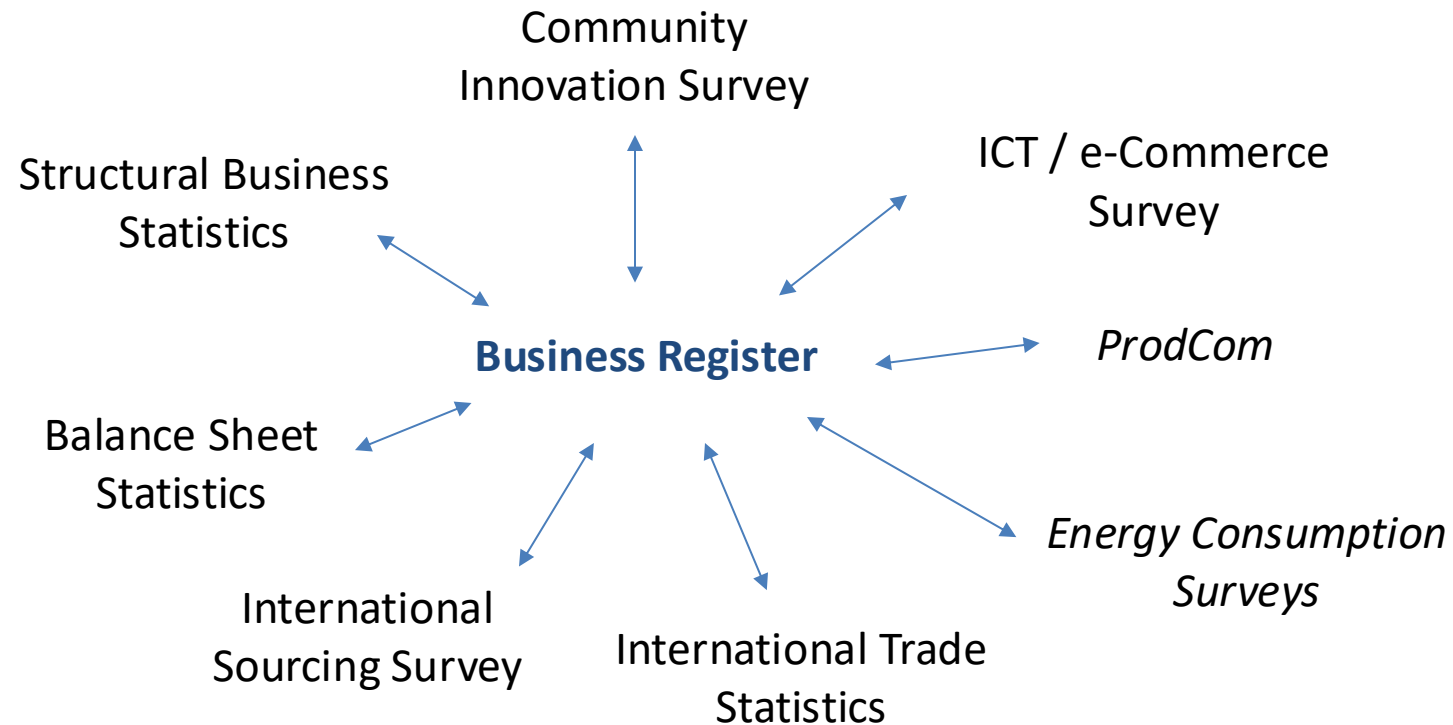 Community
Innovation Survey
ICT / e-Commerce
Survey
Structural Business
Statistics
Business Register
ProdCom
Balance Sheet
Statistics
Energy Consumption
Surveys
International
Sourcing Survey
International Trade
Statistics